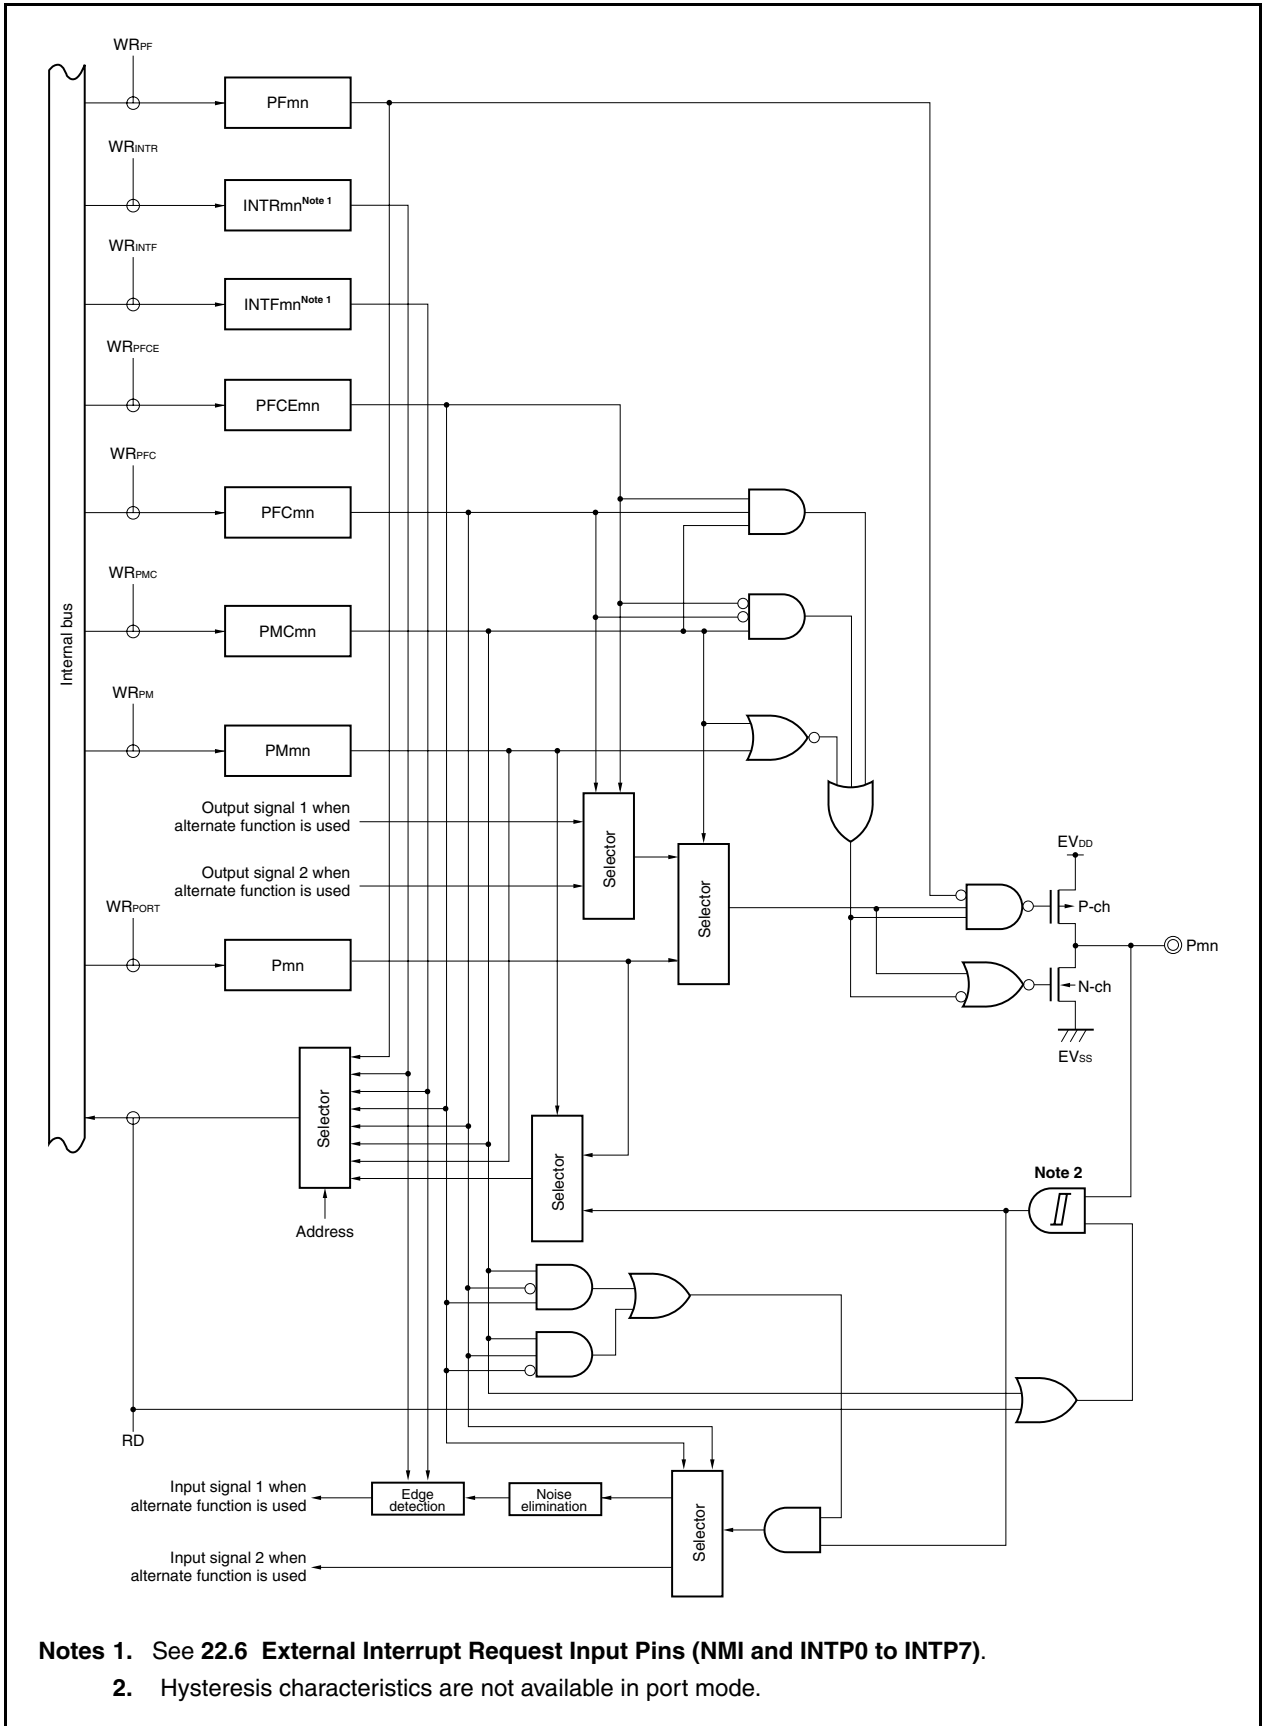 WRPF
PFmn
WRINTR
INTRmnNote 1
WRINTF
INTFmnNote 1
WRPFCE
PFCEmn
WRPFC
PFCmn
WRPMC
PMCmn
Internal bus
WRPM
PMmn
Output signal 1 when
alternate function is used
Output signal 2 when
alternate function is used
Selector
Selector
WRPORT
Pmn
EVDD
P-ch
Pmn
N-ch
EVSS
Selector
Address
Selector
Note 2
RD
Input signal 1 when
alternate function is used
Edge
detection
Noise
elimination
Selector
Input signal 2 when
alternate function is used
Notes 1. See 22.6 External Interrupt Request Input Pins (NMI and INTP0 to INTP7).
2. Hysteresis characteristics are not available in port mode.